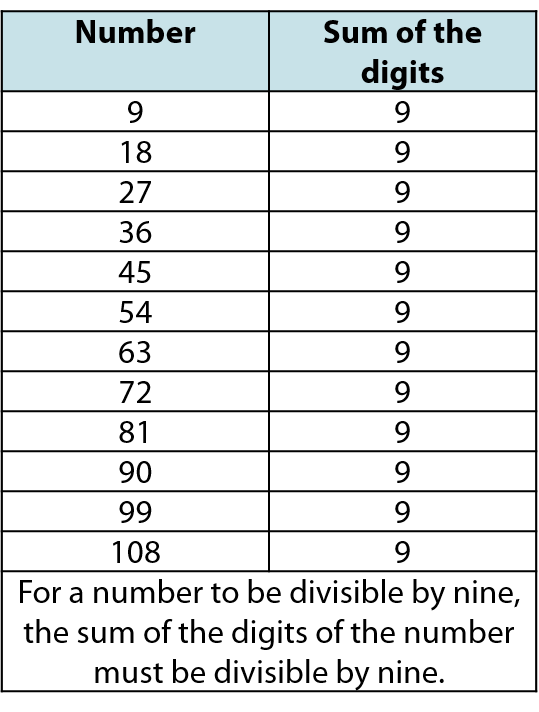 Number Sum of the
digits
9 9
18 9
27 9
36 9
45 9
54 9
63 9
72 9
81 9
90 9
99 9
108 9
For a number to be divisible by nine,
the sum of the digits of the number
must be divisible by nine.